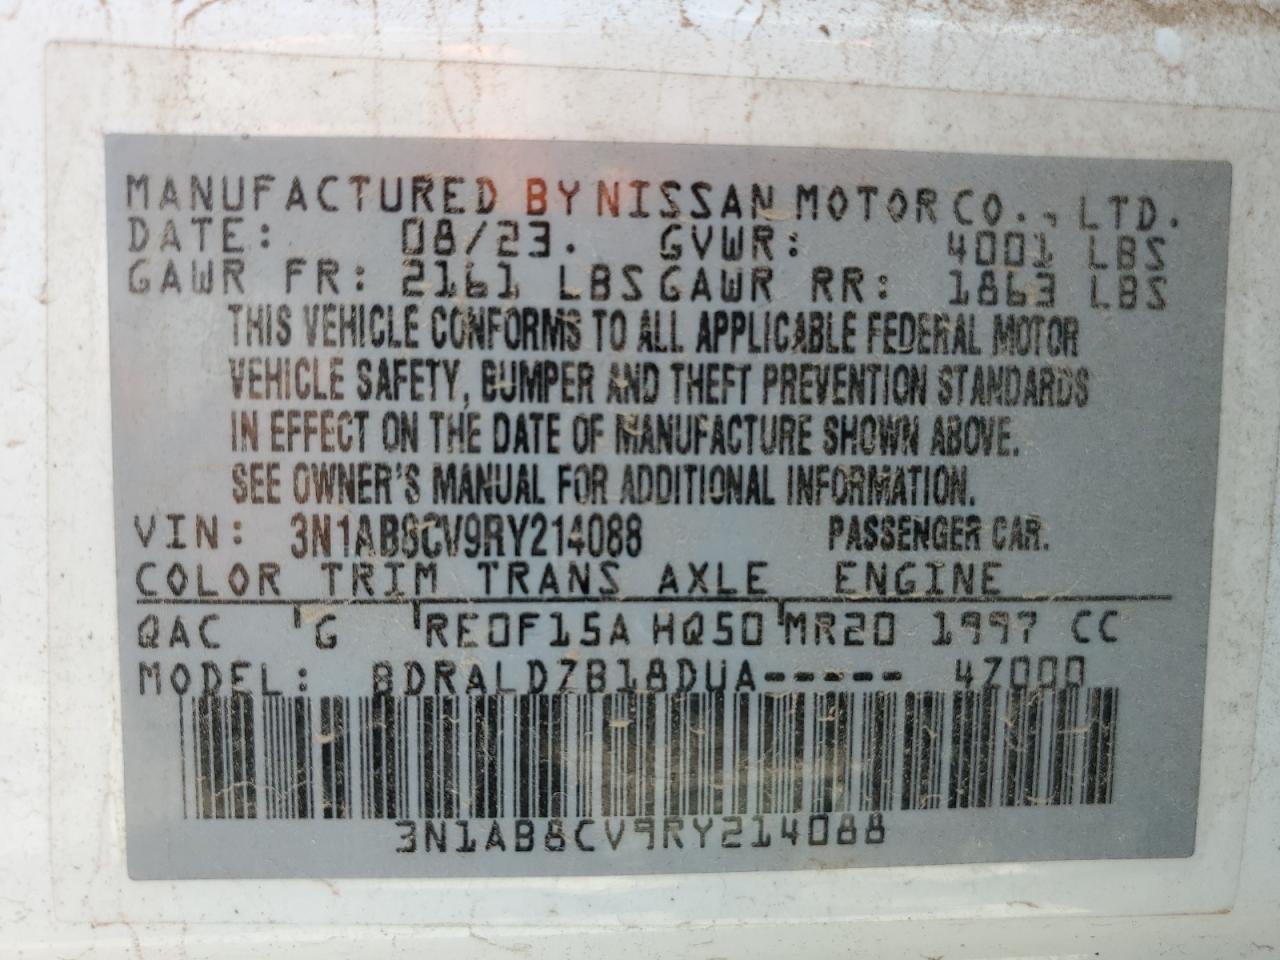 MANUFACTURED BY NISSAN MOTOR CO., LTD.
DATE: 08/23. GVWR: 4001 LBS
GAWR FR: 2161 LBS GAWR RR: 1863 LBS
THIS VEHICLE CONFORMS TO ALL APPLICABLE FEDERAL MOTOR
VEHICLE SAFETY, BUMPER AND THEFT PREVENTION STANDARDS
IN EFFECT ON THE DATE OF MANUFACTURE SHOWN ABOVE.
SEE OWNER'S MANUAL FOR ADDITIONAL INFORMATION.
VIN: 3N1AB8CV9RY214088 PASSENGER CAR.
COLOR TRIM TRANS AXLE ENGINE
QAC G RE0F15A HQ50 MR20 1997 CC
MODEL: BDRALDZB18DUA----- 47000
3N1AB8CV9RY214088